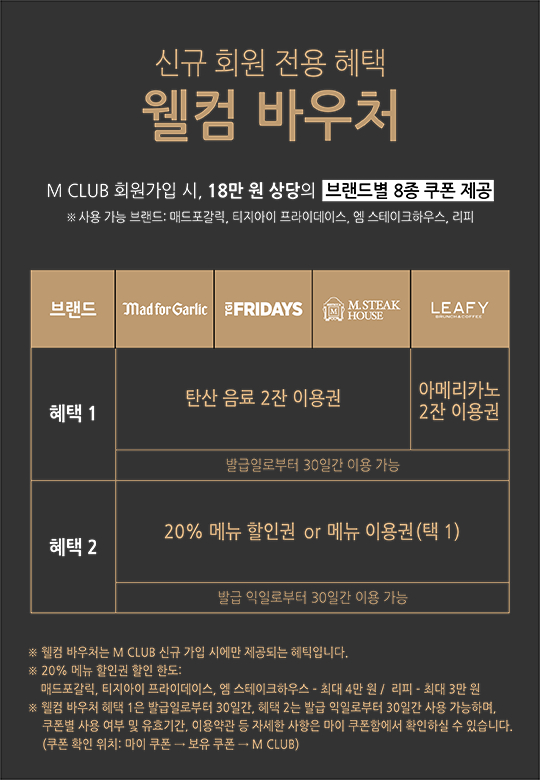 신규 회원 전용 혜택
웰컴 바우처
M CLUB 회원가입 시, 18만 원 상당의 브랜드별 8종 쿠폰 제공
※ 사용 가능 브랜드: 매드포갈릭, 티지아이 프라이데이스, 엠 스테이크하우스, 리피
브랜드 Mad for Garlic TGI FRIDAYS M.STEAK HOUSE LEAFY BRUNCH&COFFEE
혜택 1
탄산 음료 2잔 이용권
아메리카노
2잔 이용권
발급일로부터 30일간 이용 가능
혜택 2
20% 메뉴 할인권 or 메뉴 이용권(택 1)
발급 익일로부터 30일간 이용 가능
※ 웰컴 바우처는 M CLUB 신규 가입 시에만 제공되는 혜틱입니다.
※ 20% 메뉴 할인권 할인 한도:
매드포갈릭, 티지아이 프라이데이스, 엠 스테이크하우스 - 최대 4만 원 / 리피 - 최대 3만 원
※ 웰컴 바우처 혜택 1은 발급일로부터 30일간, 혜택 2는 발급 익일로부터 30일간 사용 가능하며,
쿠폰별 사용 여부 및 유효기간, 이용약관 등 자세한 사항은 마이 쿠폰함에서 확인하실 수 있습니다.
(쿠폰 확인 위치: 마이 쿠폰 → 보유 쿠폰 → M CLUB)